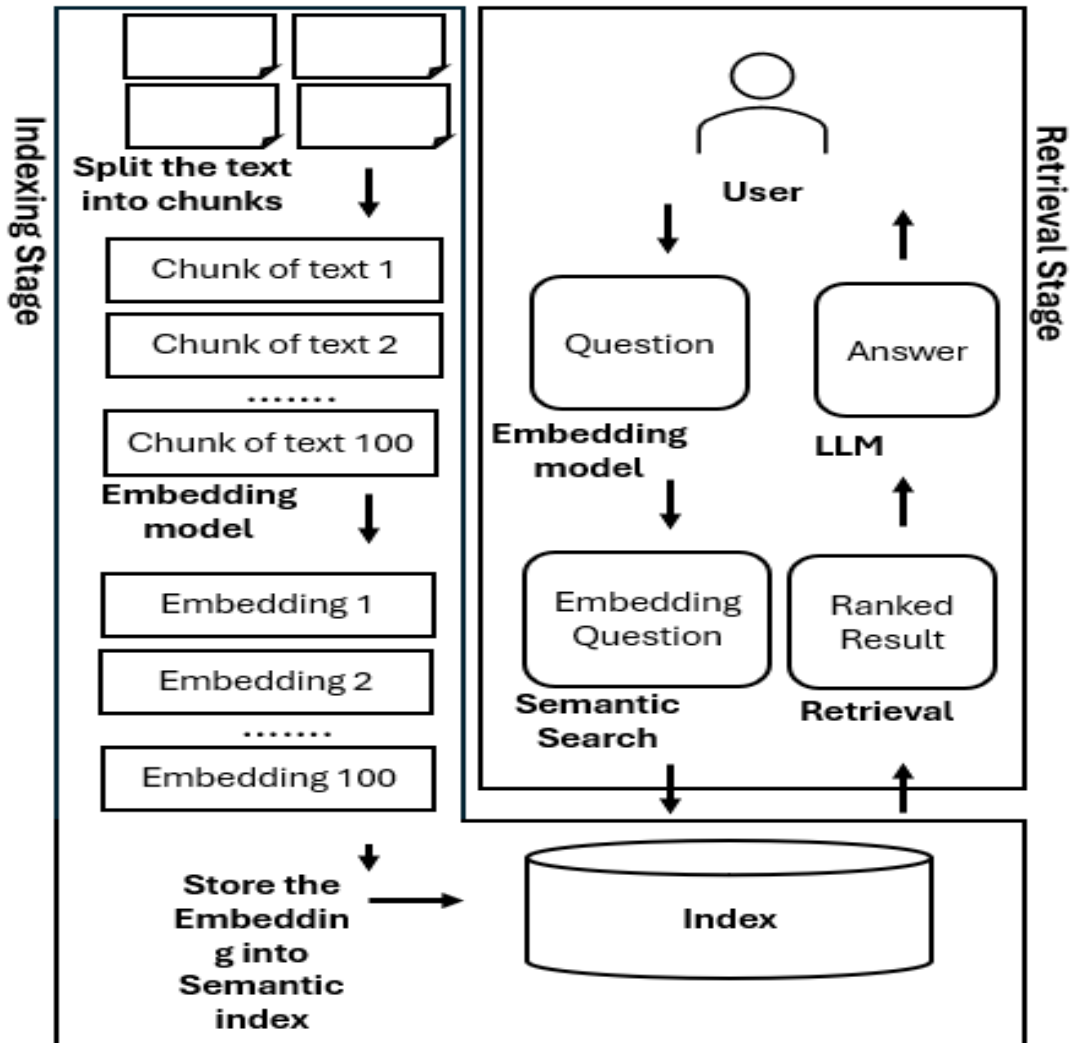 Indexing Stage
Split the text
into chunks
Chunk of text 1
Chunk of text 2
.......
Chunk of text 100
Embedding
model
Embedding 1
Embedding 2
.......
Embedding 100
Store the
Embeddin
g into
Semantic
index
Retrieval Stage
User
Question
Embedding
model
Embedding
Question
Semantic
Search
Index
Retrieval
Ranked
Result
LLM
Answer